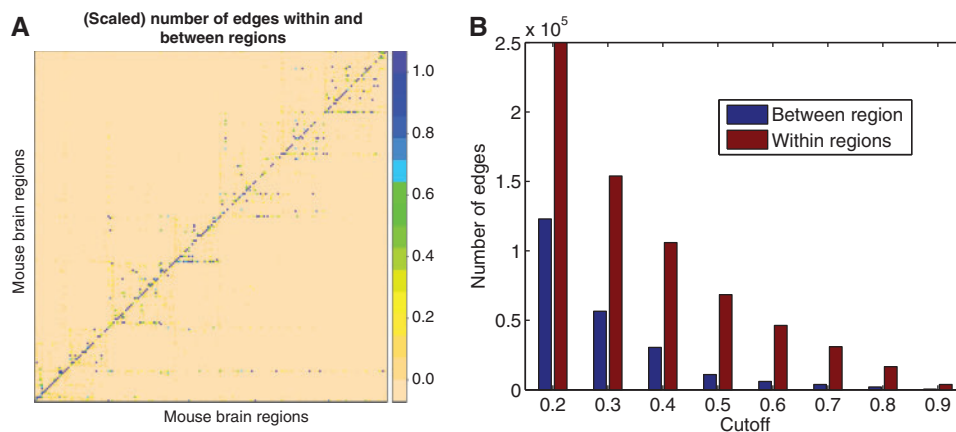 A
(Scaled) number of edges within and
between regions
Mouse brain regions
1.0
0.8
0.6
0.4
0.2
0.0
Mouse brain regions
B
x 10⁵
2.5
2
1.5
1
0.5
0
Number of edges
Between region
Within regions
0.2 0.3 0.4 0.5 0.6 0.7 0.8 0.9
Cutoff